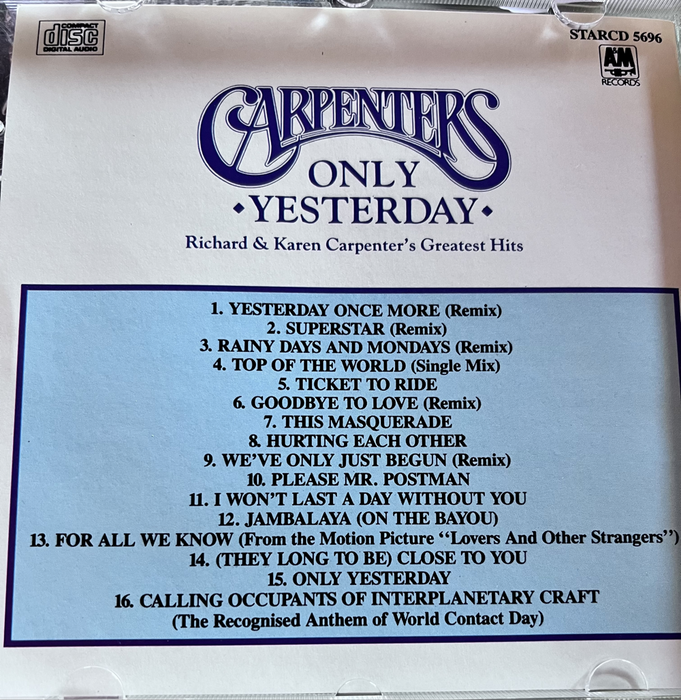 COMPACT
disc
DIGITAL AUDIO
STARCD 5696
A&M
RECORDS
CARPENTERS
ONLY
•YESTERDAY•
Richard & Karen Carpenter's Greatest Hits
1. YESTERDAY ONCE MORE (Remix)
2. SUPERSTAR (Remix)
3. RAINY DAYS AND MONDAYS (Remix)
4. TOP OF THE WORLD (Single Mix)
5. TICKET TO RIDE
6. GOODBYE TO LOVE (Remix)
7. THIS MASQUERADE
8. HURTING EACH OTHER
9. WE'VE ONLY JUST BEGUN (Remix)
10. PLEASE MR. POSTMAN
11. I WON'T LAST A DAY WITHOUT YOU
12. JAMBALAYA (ON THE BAYOU)
13. FOR ALL WE KNOW (From the Motion Picture “Lovers And Other Strangers”)
14. (THEY LONG TO BE) CLOSE TO YOU
15. ONLY YESTERDAY
16. CALLING OCCUPANTS OF INTERPLANETARY CRAFT
(The Recognised Anthem of World Contact Day)